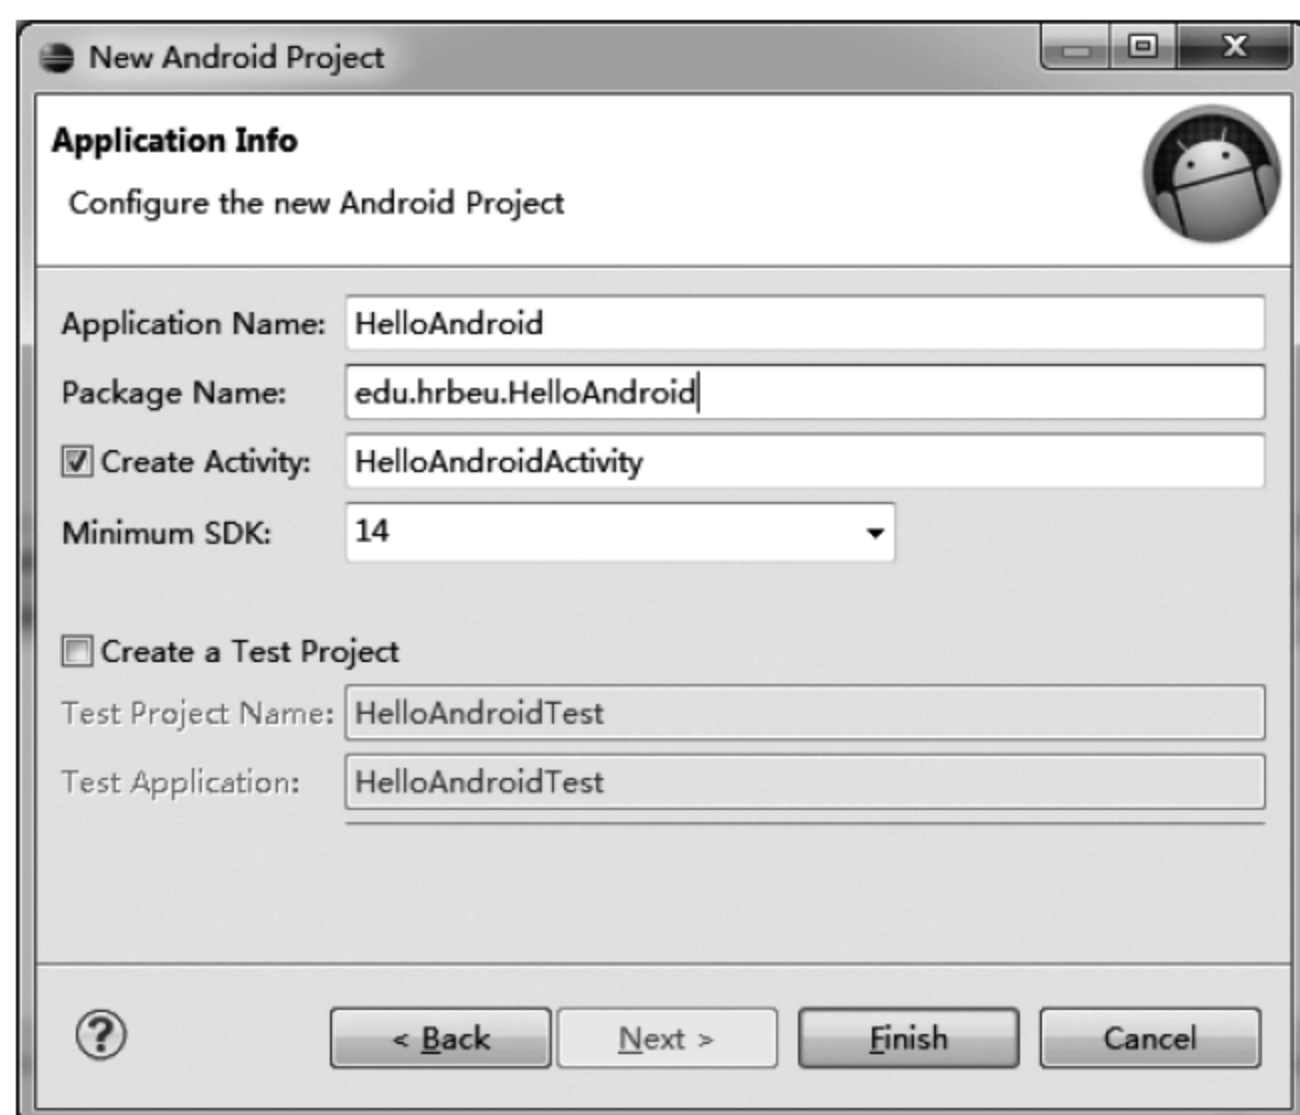 New Android Project
Application Info
Configure the new Android Project
Application Name: HelloAndroid
Package Name: edu.hrbeu.HelloAndroid
Create Activity: HelloAndroidActivity
Minimum SDK: 14
Create a Test Project
Test Project Name: HelloAndroidTest
Test Application: HelloAndroidTest
? < Back Next > Finish Cancel